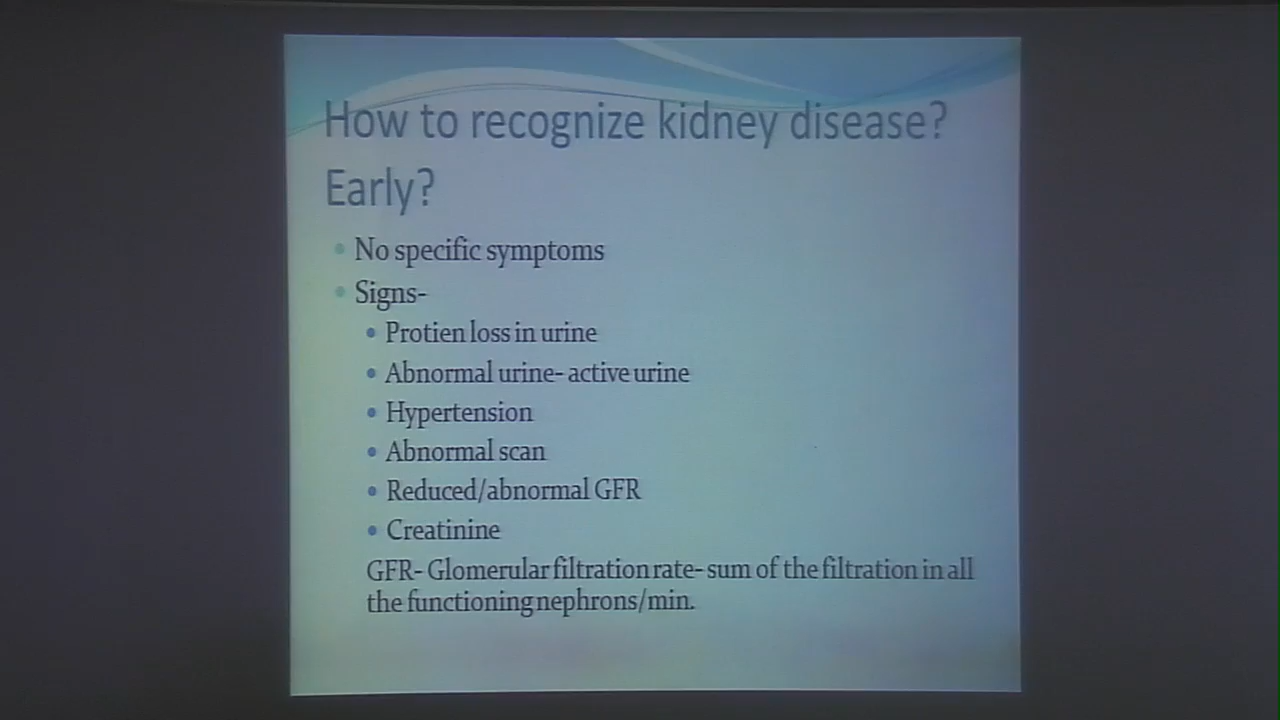 How to recognize kidney disease?
Early?
No specific symptoms
Signs-
Protien loss in urine
Abnormal urine- active urine
Hypertension
Abnormal scan
Reduced/abnormal GFR
Creatinine
GFR- Glomerular filtration rate- sum of the filtration in all
the functioning nephrons/min.